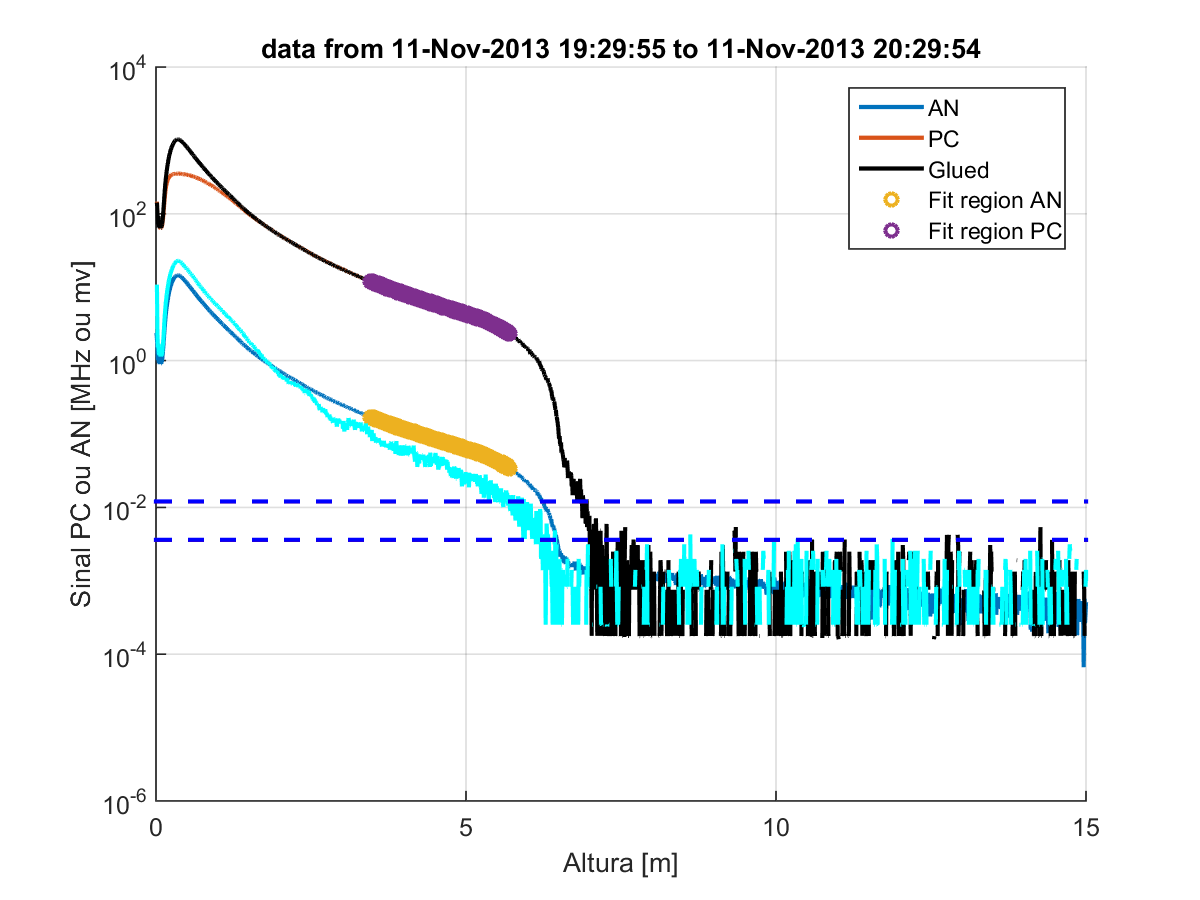 data from 11-Nov-2013 19:29:55 to 11-Nov-2013 20:29:54
Sinal PC ou AN [MHz ou mv]
10^4
10^2
10^0
10^-2
10^-4
10^-6
AN
PC
Glued
Fit region AN
Fit region PC
0 5 10 15
Altura [m]